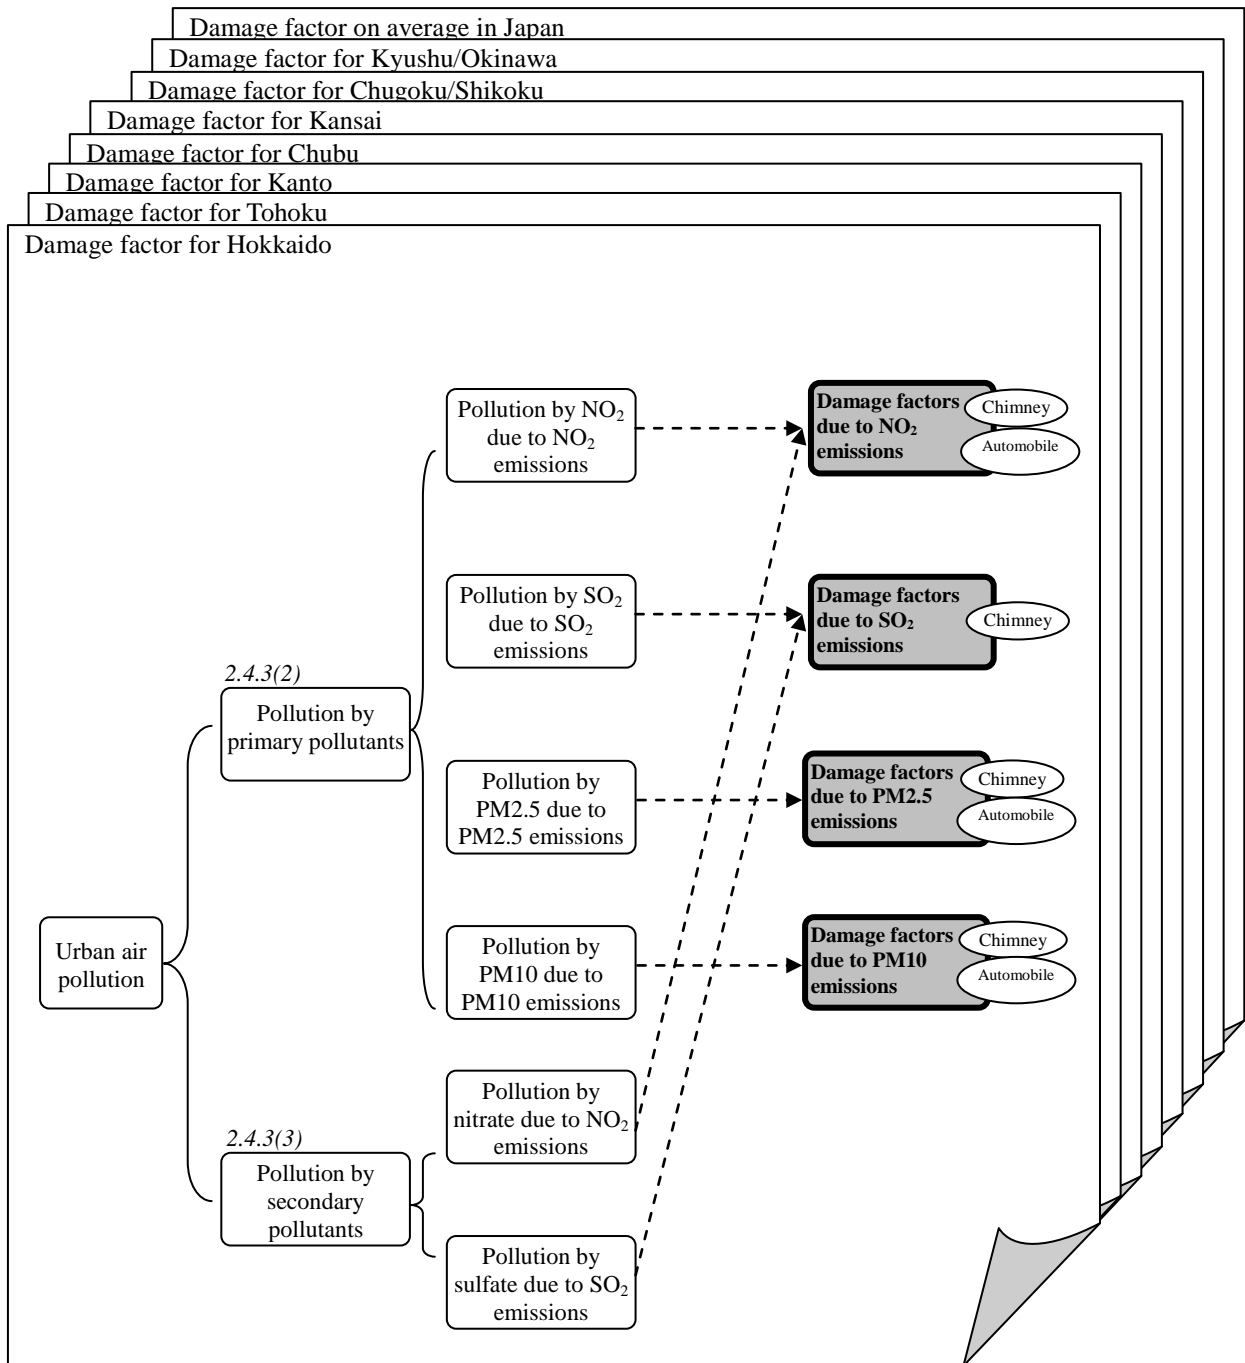 Damage factor on average in Japan
Damage factor for Kyushu/Okinawa
Damage factor for Chugoku/Shikoku
Damage factor for Kansai
Damage factor for Chubu
Damage factor for Kanto
Damage factor for Tohoku
Damage factor for Hokkaido
Pollution by NO₂
due to NO₂
emissions
Damage factors
due to NO₂
emissions
Chimney
Automobile
Pollution by SO₂
due to SO₂
emissions
Damage factors
due to SO₂
emissions
Chimney
2.4.3(2)
Pollution by
primary pollutants
Pollution by
PM2.5 due to
PM2.5 emissions
Damage factors
due to PM2.5
emissions
Chimney
Automobile
Urban air
pollution
Pollution by
PM10 due to
PM10 emissions
Damage factors
due to PM10
emissions
Chimney
Automobile
2.4.3(3)
Pollution by
secondary
pollutants
Pollution by
nitrate due to NO₂
emissions
Pollution by
sulfate due to SO₂
emissions